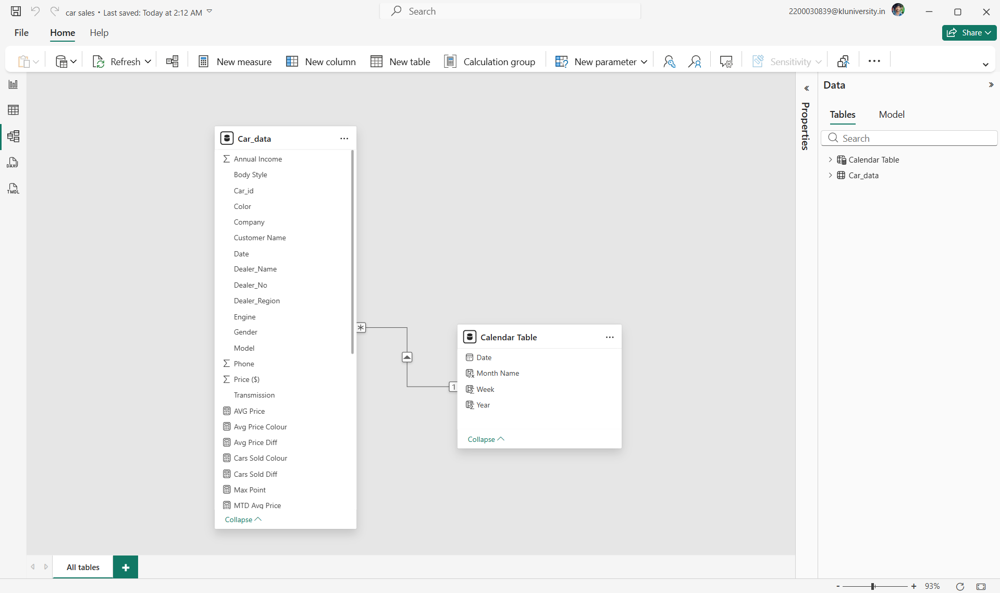 car sales • Last saved: Today at 2:12 AM
Search
2200030839@kluniversity.in
File
Home
Help
Share
Refresh
New measure
New column
New table
Calculation group
New parameter
Sensitivity
DAX
TMDL
Car_data
Annual Income
Body Style
Car_id
Color
Company
Customer Name
Date
Dealer_Name
Dealer_No
Dealer_Region
Engine
Gender
Model
Phone
Price ($)
Transmission
AVG Price
Avg Price Colour
Avg Price Diff
Cars Sold Colour
Cars Sold Diff
Max Point
MTD Avg Price
Collapse
*
1
Calendar Table
Date
Month Name
Week
Year
Collapse
Properties
Data
Tables
Model
Search
Calendar Table
Car_data
All tables
+
- + 93%